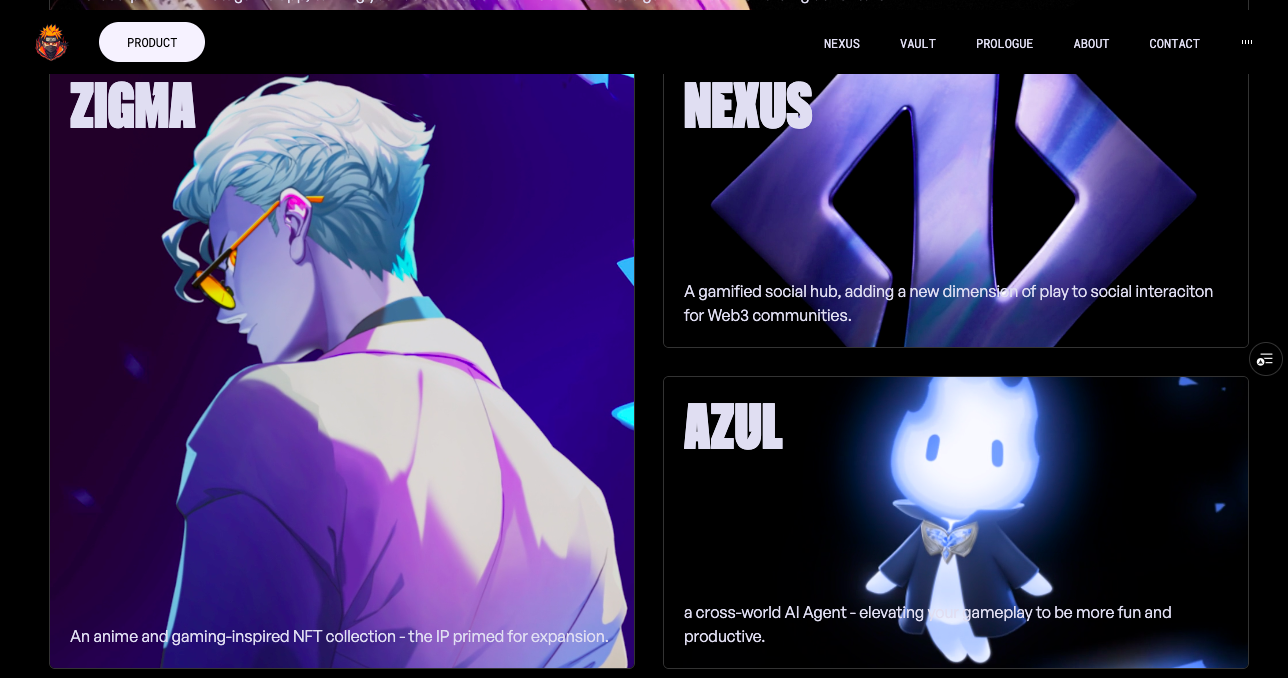 PRODUCT
NEXUS
VAULT
PROLOGUE
ABOUT
CONTACT
ZIGMA
An anime and gaming-inspired NFT collection - the IP primed for expansion.
NEXUS
A gamified social hub, adding a new dimension of play to social interaciton
for Web3 communities.
AZUL
a cross-world AI Agent - elevating your gameplay to be more fun and
productive.